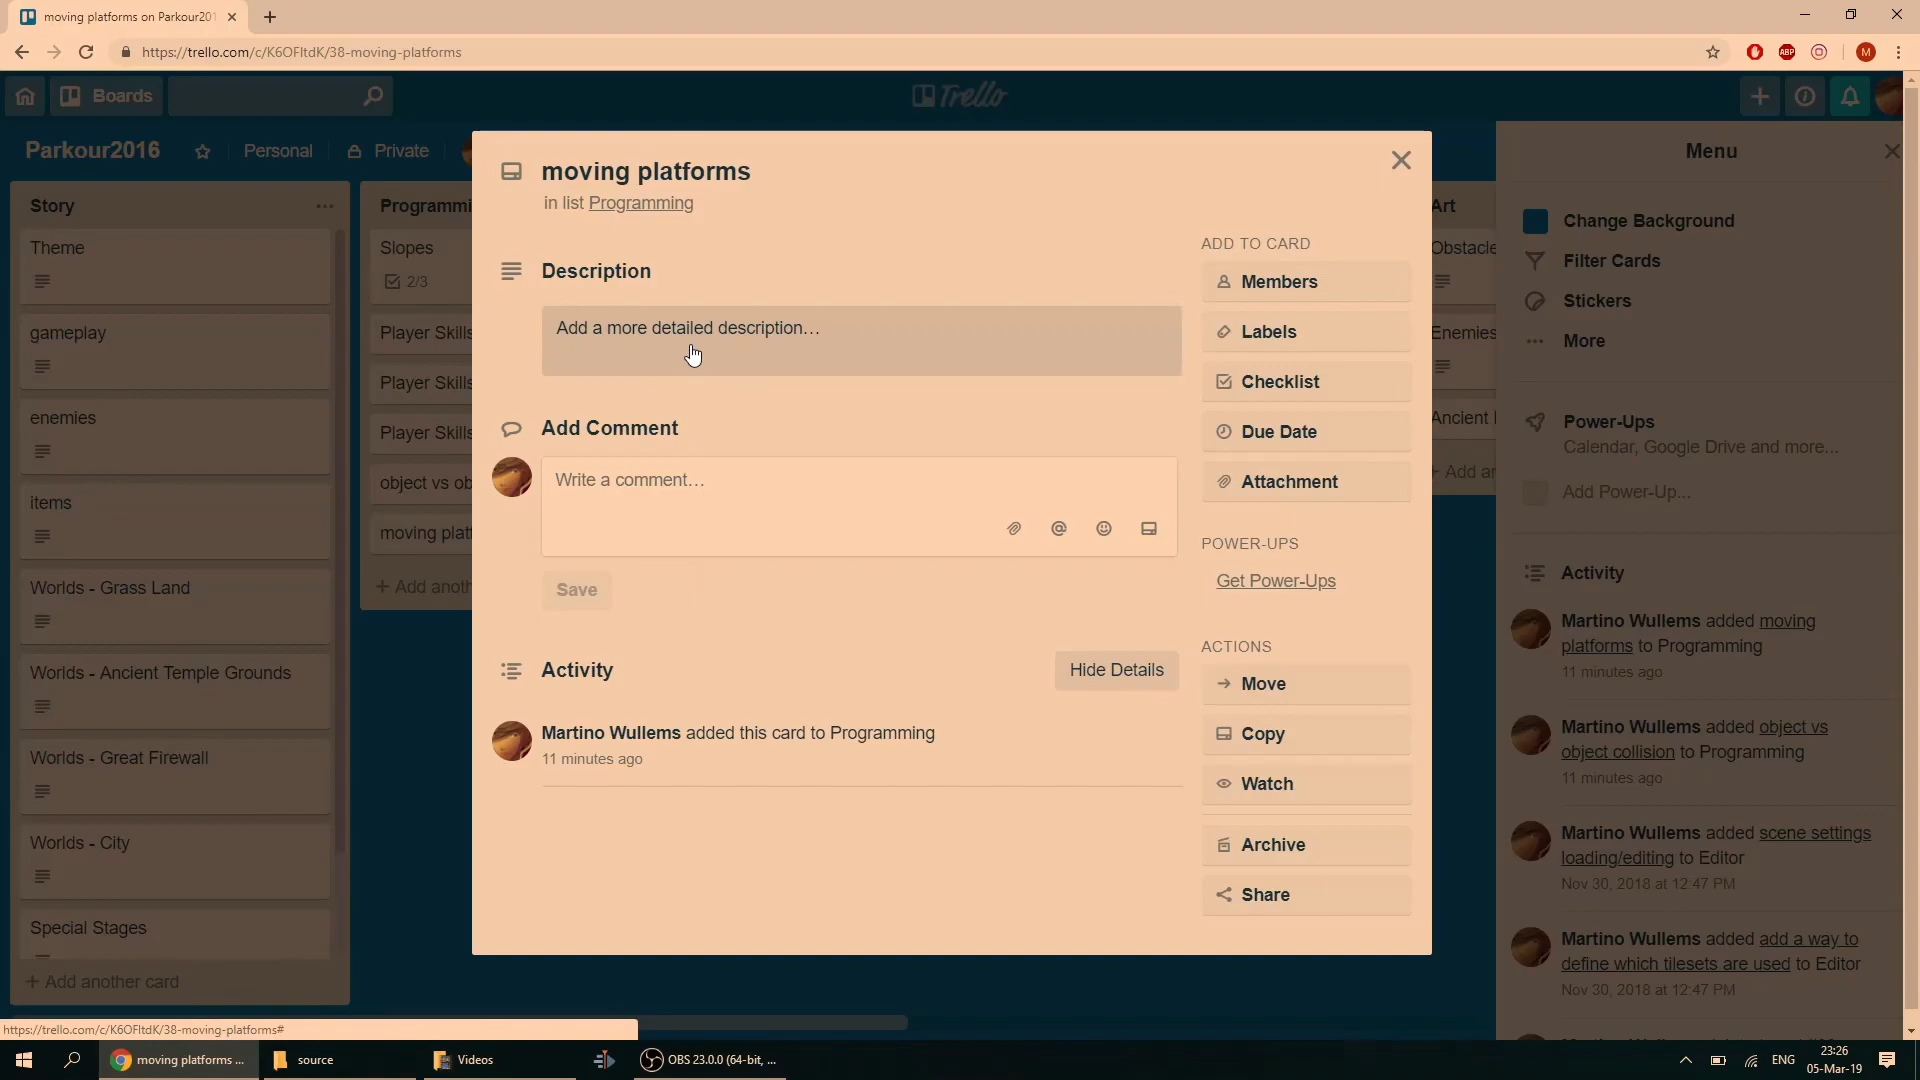 moving platforms on Parkour201
https://trello.com/c/K6OFItdK/38-moving-platforms
ABP
M
Boards
Trello
Parkour2016
Personal
Private
Menu
Story
Theme
gameplay
enemies
items
Worlds - Grass Land
Worlds - Ancient Temple Grounds
Worlds - Great Firewall
Worlds - City
Special Stages
+ Add another card
Programmi
Slopes
2/3
Player Skills
Player Skills
Player Skills
object vs ob
moving platf
+ Add anoth
moving platforms
in list Programming
Description
Add a more detailed description…
Add Comment
Write a comment…
Save
Activity
Hide Details
Martino Wullems added this card to Programming
11 minutes ago
ADD TO CARD
Members
Labels
Checklist
Due Date
Attachment
POWER-UPS
Get Power-Ups
ACTIONS
Move
Copy
Watch
Archive
Share
Art
Obstacle
Enemies
Ancient
+ Add an
Change Background
Filter Cards
Stickers
More
Power-Ups
Calendar, Google Drive and more...
Add Power-Up...
Activity
Martino Wullems added moving
platforms to Programming
11 minutes ago
Martino Wullems added object vs
object collision to Programming
11 minutes ago
Martino Wullems added scene settings
loading/editing to Editor
Nov 30, 2018 at 12:47 PM
Martino Wullems added add a way to
define which tilesets are used to Editor
Nov 30, 2018 at 12:47 PM
https://trello.com/c/K6OFItdK/38-moving-platforms#
moving platforms ...
source
Videos
OBS 23.0.0 (64-bit, ...
ENG
23:26
05-Mar-19